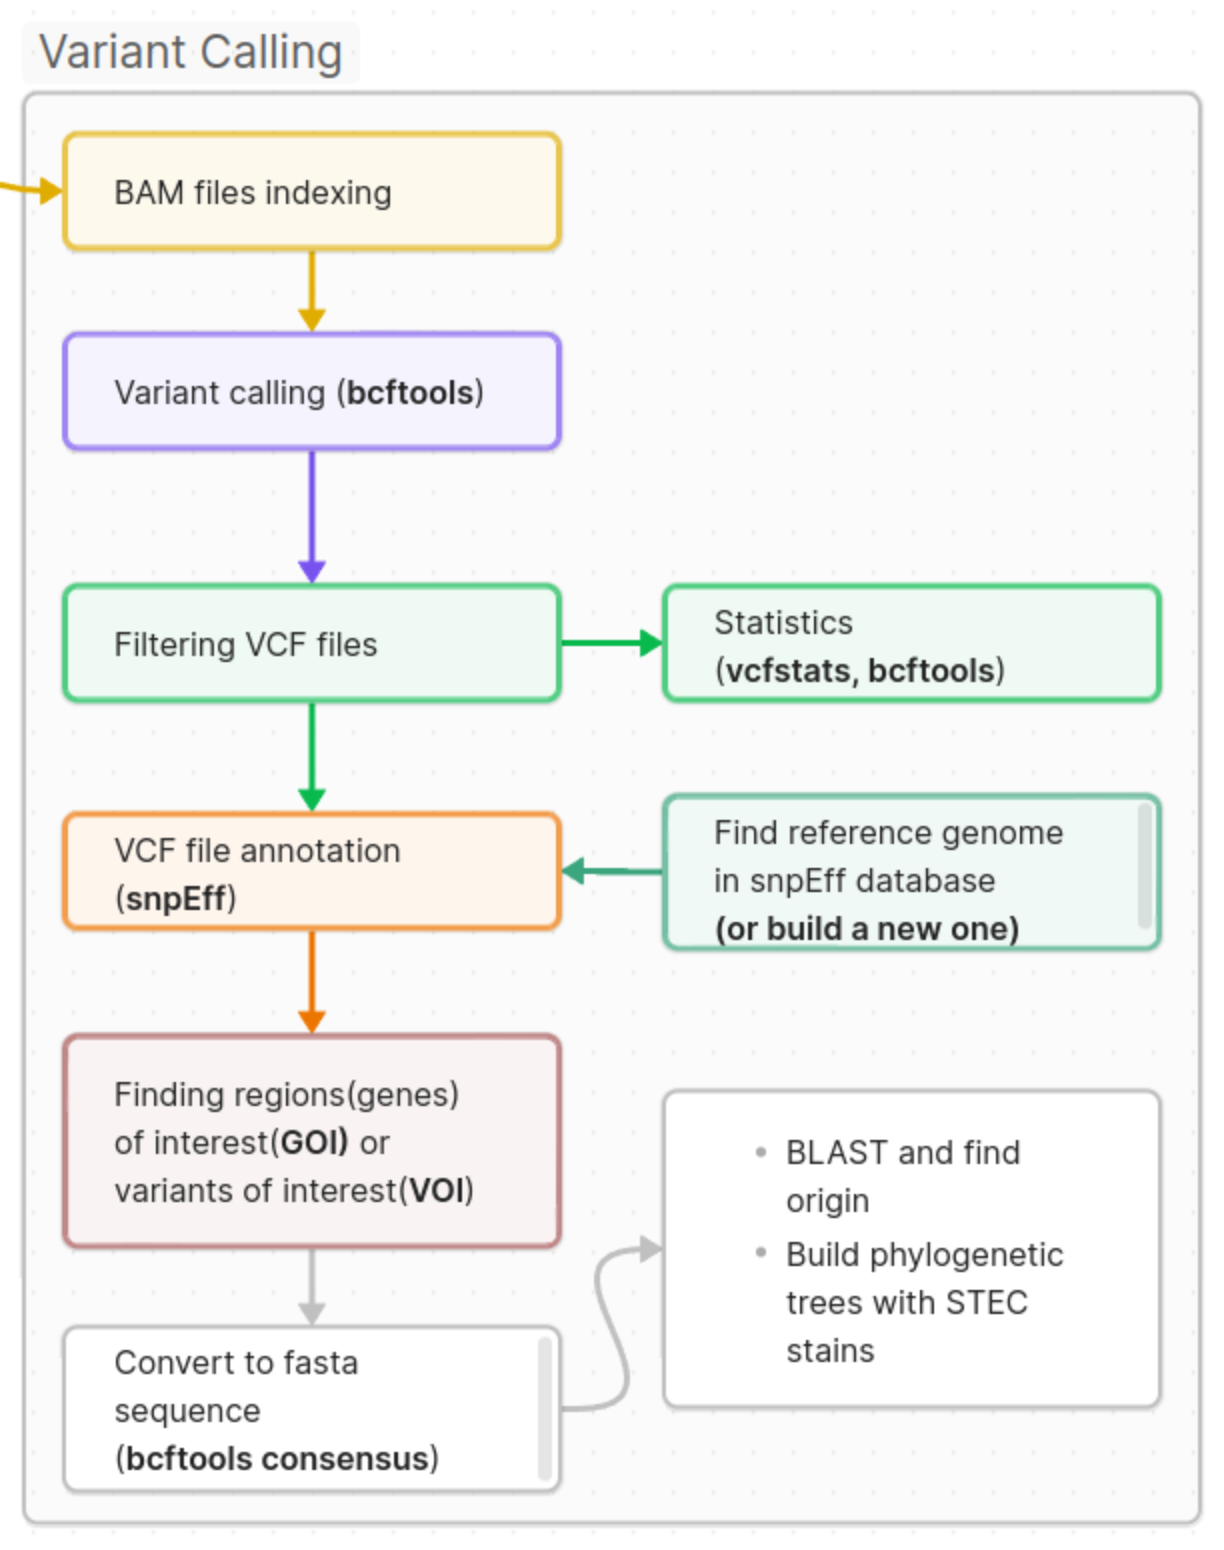 Variant Calling
BAM files indexing
Variant calling (bcftools)
Filtering VCF files
Statistics
(vcfstats, bcftools)
VCF file annotation
(snpEff)
Find reference genome
in snpEff database
(or build a new one)
Finding regions(genes)
of interest(GOI) or
variants of interest(VOI)
Convert to fasta
sequence
(bcftools consensus)
• BLAST and find
origin
• Build phylogenetic
trees with STEC
stains